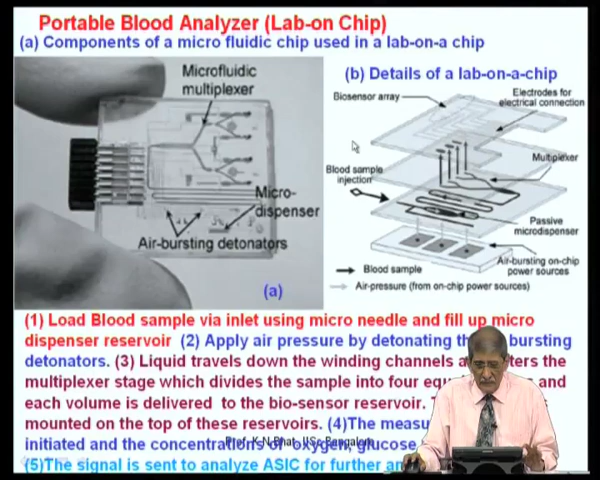 Portable Blood Analyzer (Lab-on Chip)
(a) Components of a micro fluidic chip used in a lab-on-a chip
Microfluidic
multiplexer
Micro-
dispenser
Air-bursting detonators
(a)
(b) Details of a lab-on-a-chip
Biosensor array
Electrodes for
electrical connection
Multiplexer
Blood sample
injection
Passive
microdispenser
Air-bursting on-chip
power sources
Blood sample
Air-pressure (from on-chip power sources)
(1) Load Blood sample via inlet using micro needle and fill up micro
dispenser reservoir (2) Apply air pressure by detonating th bursting
detonators. (3) Liquid travels down the winding channels a ters the
multiplexer stage which divides the sample into four equ and
each volume is delivered to the bio-sensor reservoir. T s
mounted on the top of these reservoirs. (4)The measu
initiated and the concentrations of oxygen, glucose
Prof. K N Bhat, IISc Bangalore
(5)The signal is sent to analyze ASIC for further an